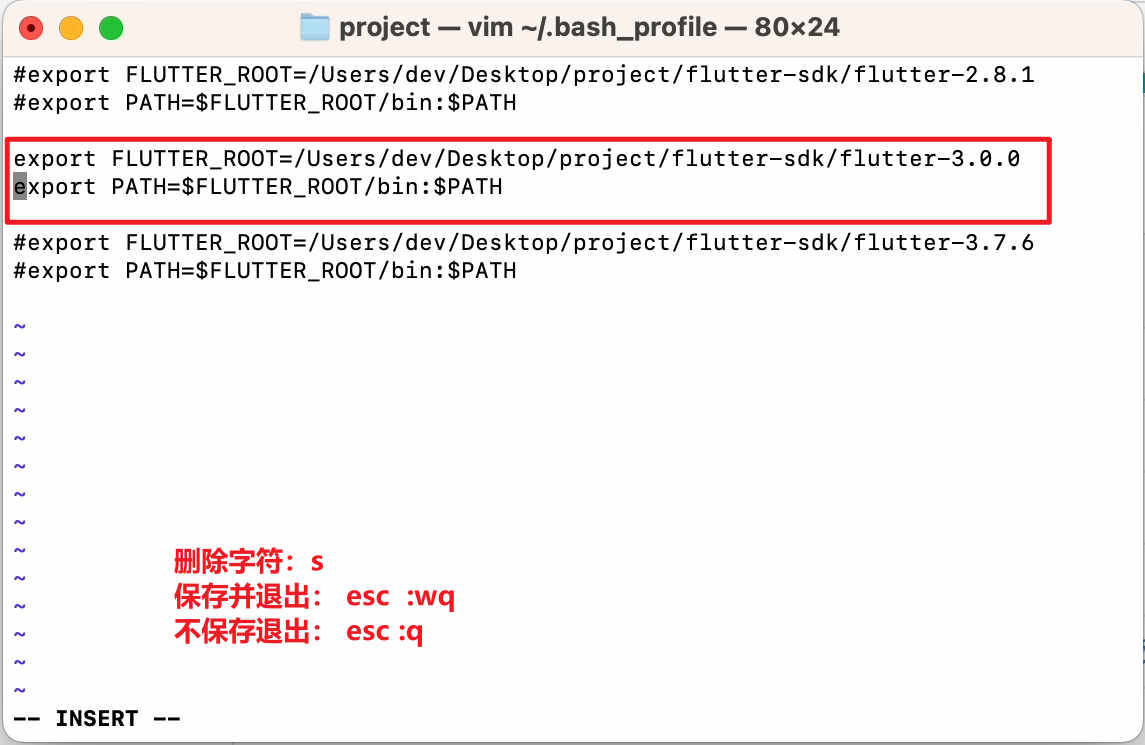 project — vim ~/.bash_profile — 80×24
#export FLUTTER_ROOT=/Users/dev/Desktop/project/flutter-sdk/flutter-2.8.1
#export PATH=$FLUTTER_ROOT/bin:$PATH
export FLUTTER_ROOT=/Users/dev/Desktop/project/flutter-sdk/flutter-3.0.0
export PATH=$FLUTTER_ROOT/bin:$PATH
#export FLUTTER_ROOT=/Users/dev/Desktop/project/flutter-sdk/flutter-3.7.6
#export PATH=$FLUTTER_ROOT/bin:$PATH
~
~
~
~
~
~
~
~
~
删除字符：s
~
保存并退出： esc :wq
~
不保存退出： esc :q
~
~
~
-- INSERT --